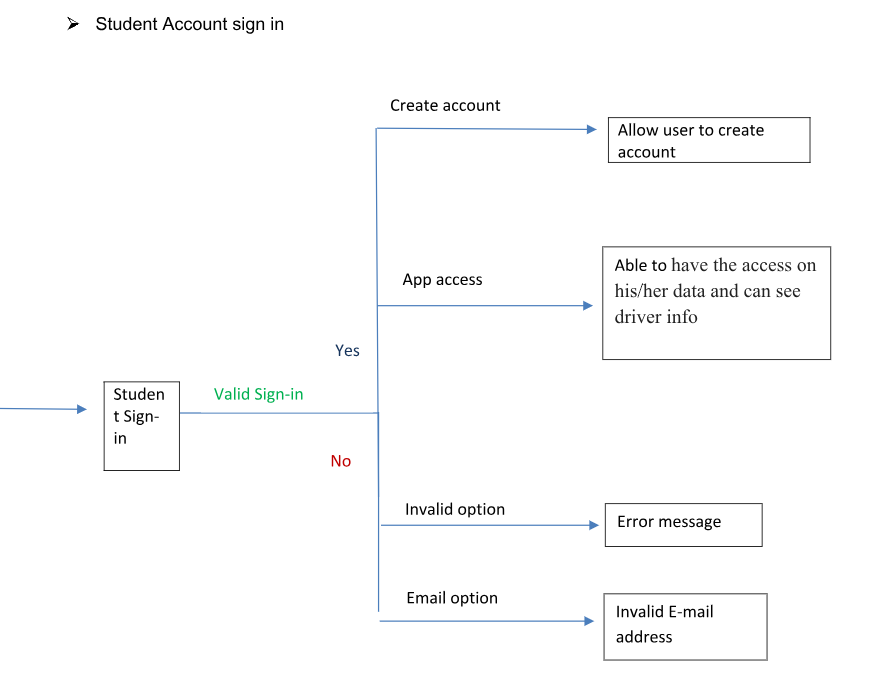 Student Account sign in
Create account
Allow user to create
account
App access
Able to have the access on
his/her data and can see
driver info
Yes
Studen
t Sign-
in
Valid Sign-in
No
Invalid option
Error message
Email option
Invalid E-mail
address